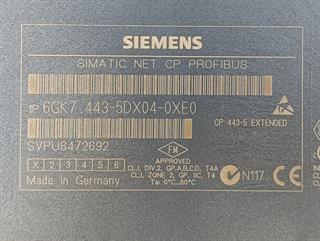 SIEMENS
SIMATIC NET CP PROFIBUS
1P 6GK7 443-5DX04-0XE0
CP 443-5 EXTENDED
SVPU8472692
X 2 3 4 5 6
Made in Germany
FM
APPROVED
CL.I, DIV.2, GP.A,B,C,D, T4A
CL.I, ZONE 2, GP. IIC, T4
Ta: 0°C...60°C
N117